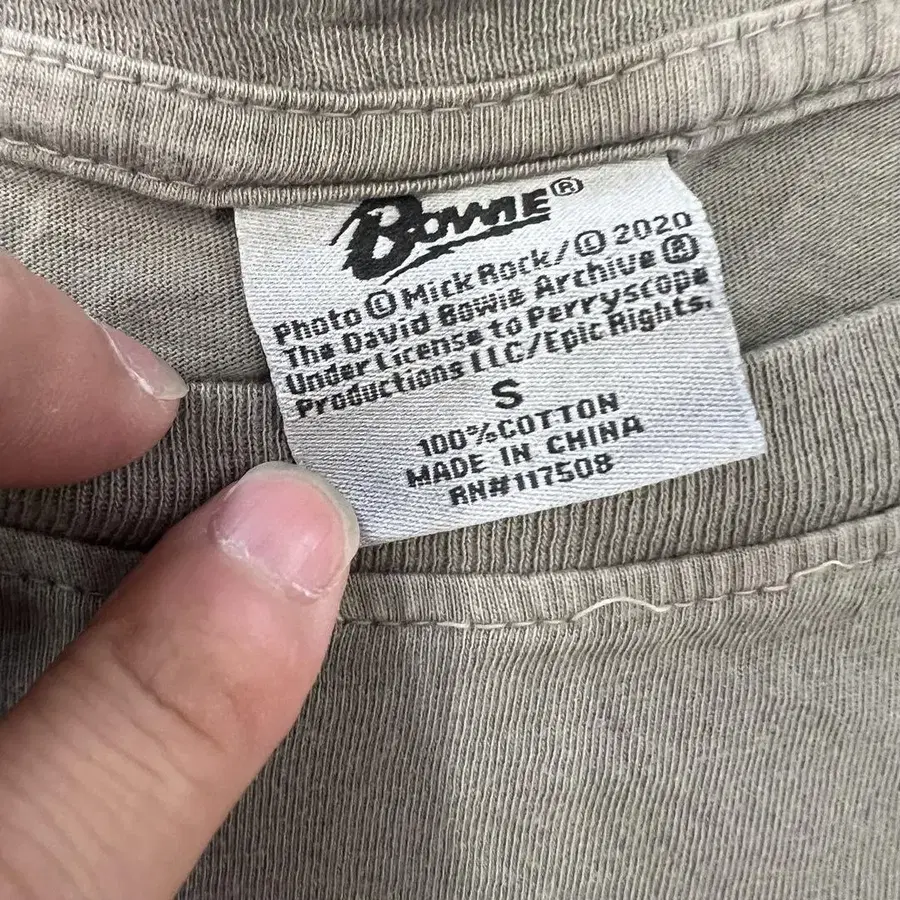 BOWIE®
Photo © Mick Rock/© 2020
The David Bowie Archive®
Under License to Perryscope
Productions LLC/Epic Rights.
S
100%COTTON
MADE IN CHINA
RN#117508